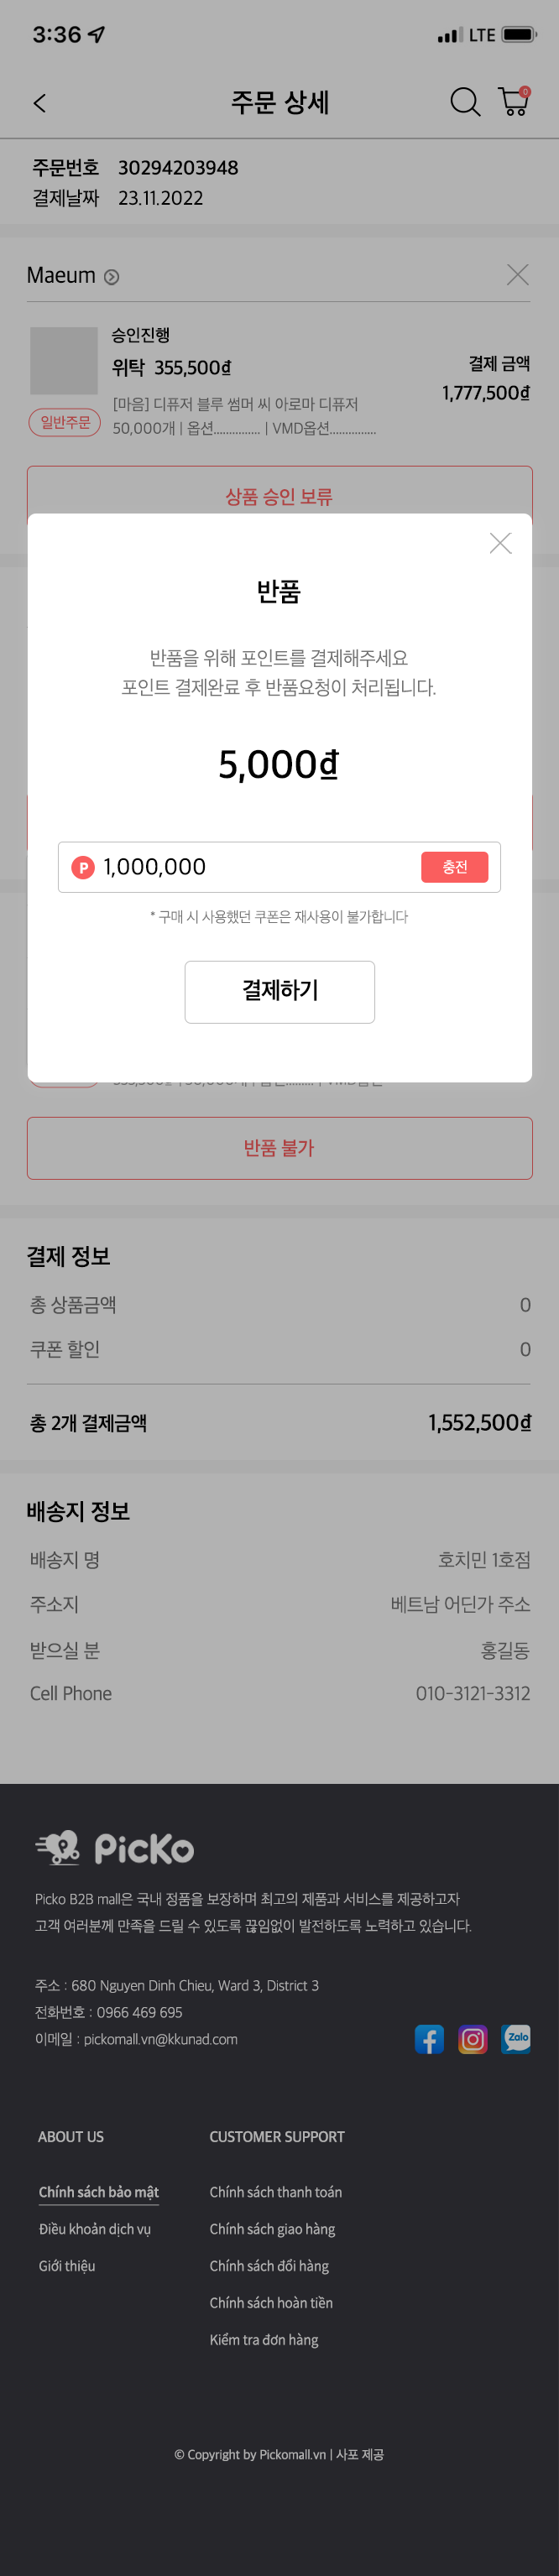 3:36
LTE
주문 상세
0
주문번호 30294203948
결제날짜 23.11.2022
Maeum
승인진행
위탁 355,500₫
결제 금액
1,777,500₫
일반주문
[마음] 디퓨저 블루 썸머 씨 아로마 디퓨저
50,000개 | 옵션............... | VMD옵션...............
상품 승인 보류
반품
반품을 위해 포인트를 결제해주세요
포인트 결제완료 후 반품요청이 처리됩니다.
5,000₫
P 1,000,000 충전
* 구매 시 사용했던 쿠폰은 재사용이 불가합니다
결제하기
반품 불가
결제 정보
총 상품금액 0
쿠폰 할인 0
총 2개 결제금액 1,552,500₫
배송지 정보
배송지 명 호치민 1호점
주소지 베트남 어딘가 주소
받으실 분 홍길동
Cell Phone 010-3121-3312
PicKo
Picko B2B mall은 국내 정품을 보장하며 최고의 제품과 서비스를 제공하고자
고객 여러분께 만족을 드릴 수 있도록 끊임없이 발전하도록 노력하고 있습니다.
주소 : 680 Nguyen Dinh Chieu, Ward 3, District 3
전화번호 : 0966 469 695
이메일 : pickomall.vn@kkunad.com
Zalo
ABOUT US
Chính sách bảo mật
Điều khoản dịch vụ
Giới thiệu
CUSTOMER SUPPORT
Chính sách thanh toán
Chính sách giao hàng
Chính sách đổi hàng
Chính sách hoàn tiền
Kiểm tra đơn hàng
© Copyright by Pickomall.vn | 사포 제공